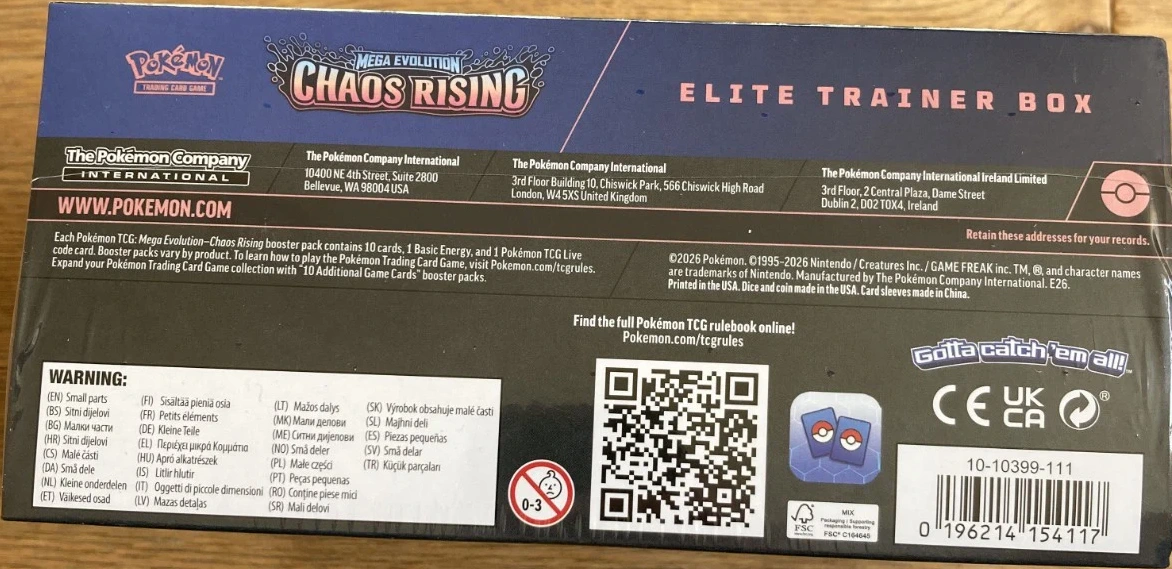 Pokémon
TRADING CARD GAME
MEGA EVOLUTION
CHAOS RISING
ELITE TRAINER BOX
The Pokémon Company
INTERNATIONAL
The Pokémon Company International
10400 NE 4th Street, Suite 2800
Bellevue, WA 98004 USA
The Pokémon Company International
3rd Floor Building 10, Chiswick Park, 566 Chiswick High Road
London, W4 5XS United Kingdom
The Pokémon Company International Ireland Limited
3rd Floor, 2 Central Plaza, Dame Street
Dublin 2, D02 T0X4, Ireland
WWW.POKEMON.COM
Retain these addresses for your records.
Each Pokémon TCG: Mega Evolution—Chaos Rising booster pack contains 10 cards, 1 Basic Energy, and 1 Pokémon TCG Live
code card. Booster packs vary by product. To learn how to play the Pokémon Trading Card Game, visit Pokemon.com/tcgrules.
Expand your Pokémon Trading Card Game collection with "10 Additional Game Cards" booster packs.
©2026 Pokémon. ©1995–2026 Nintendo / Creatures Inc. / GAME FREAK inc. TM, ®, and character names
are trademarks of Nintendo. Manufactured by The Pokémon Company International. E26.
Printed in the USA. Dice and coin made in the USA. Card sleeves made in China.
Find the full Pokémon TCG rulebook online!
Pokemon.com/tcgrules
Gotta catch 'em all!™
WARNING:
(EN) Small parts
(BS) Sitni dijelovi
(BG) Малки части
(HR) Sitni dijelovi
(CS) Malé části
(DA) Små dele
(NL) Kleine onderdelen
(ET) Väikesed osad
(FI) Sisältää pieniä osia
(FR) Petits éléments
(DE) Kleine Teile
(EL) Περιέχει μικρά Κομμάτια
(HU) Apró alkatrészek
(IS) Litlir hlutir
(IT) Oggetti di piccole dimensioni
(LV) Mazas detaļas
(LT) Mažos dalys
(MK) Мали делови
(ME) Ситни дијелови
(NO) Små deler
(PL) Małe części
(PT) Peças pequenas
(RO) Conține piese mici
(SR) Mali delovi
(SK) Výrobok obsahuje malé časti
(SL) Majhni deli
(ES) Piezas pequeñas
(SV) Små delar
(TR) Küçük parçaları
0-3
CE
UK
CA
®
FSC
MIX
Packaging | Supporting
responsible forestry
FSC® C104645
10-10399-111
0 196214 154117